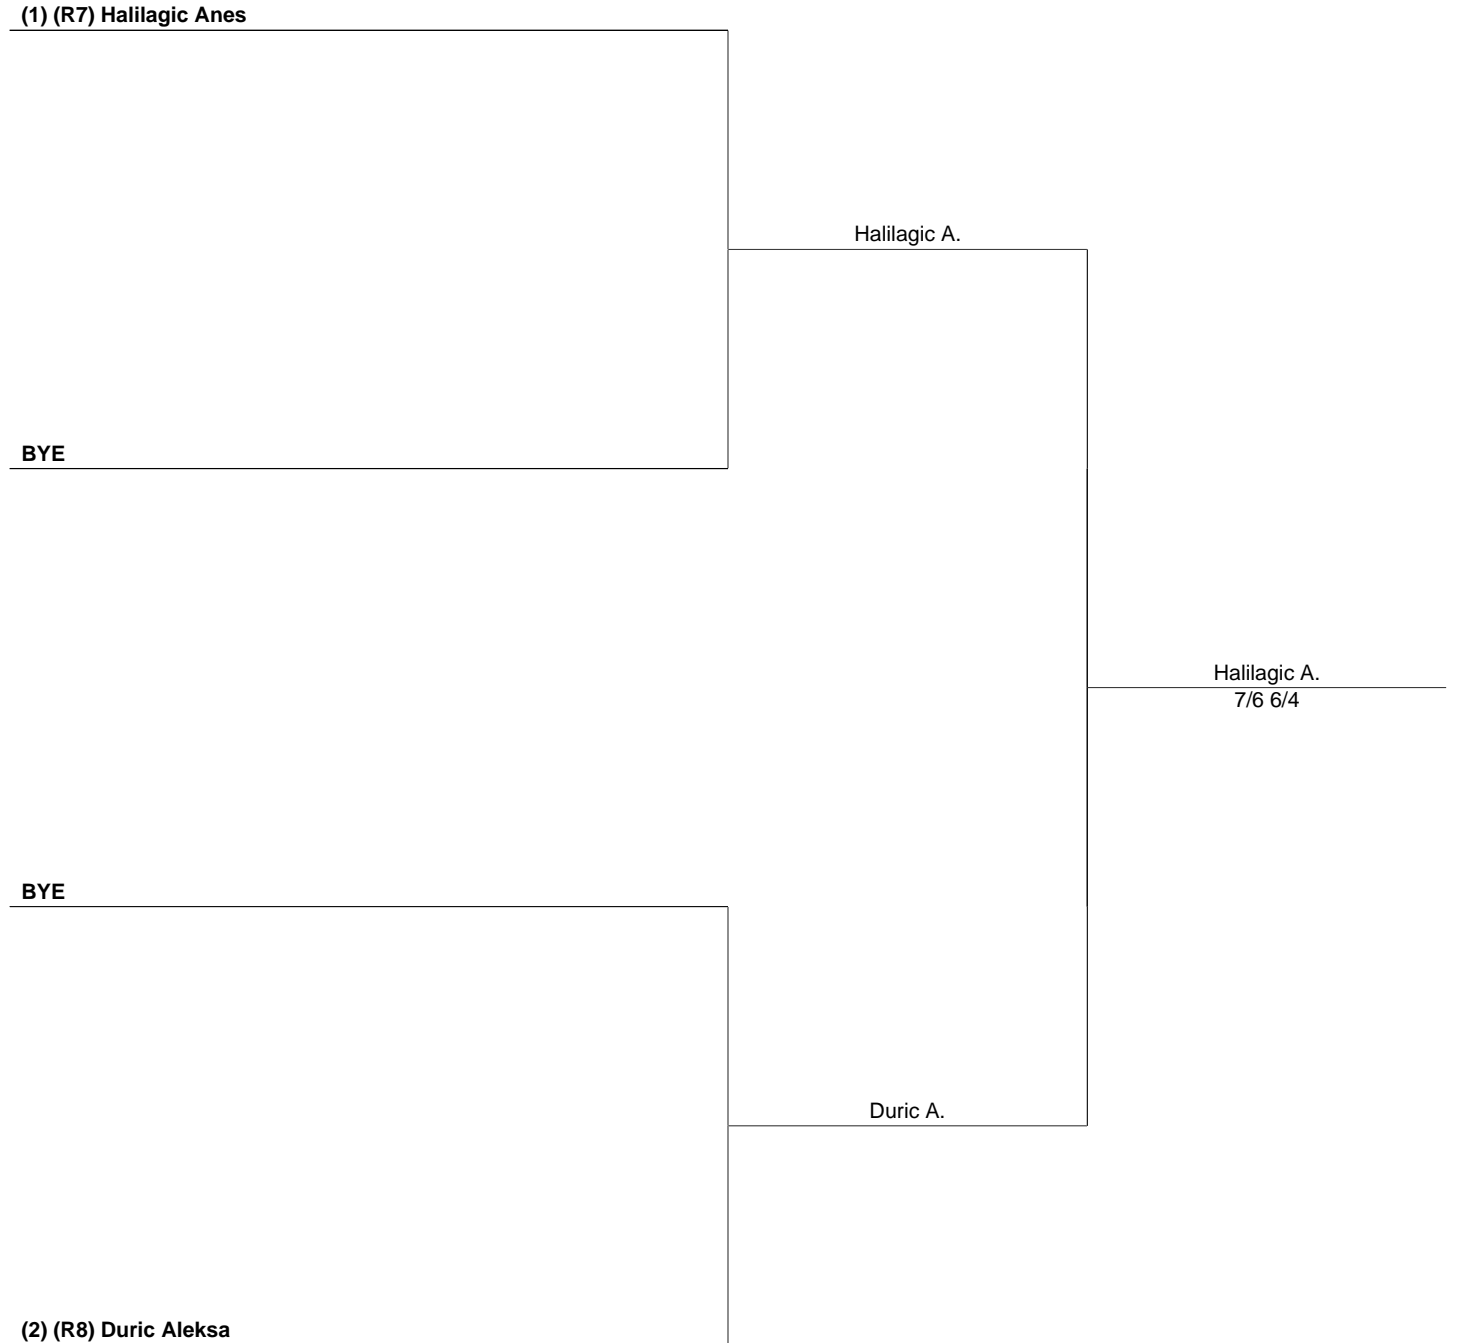 (1) (R7) Halilagic Anes
Halilagic A.
BYE
Halilagic A.
7/6 6/4
BYE
Duric A.
(2) (R8) Duric Aleksa